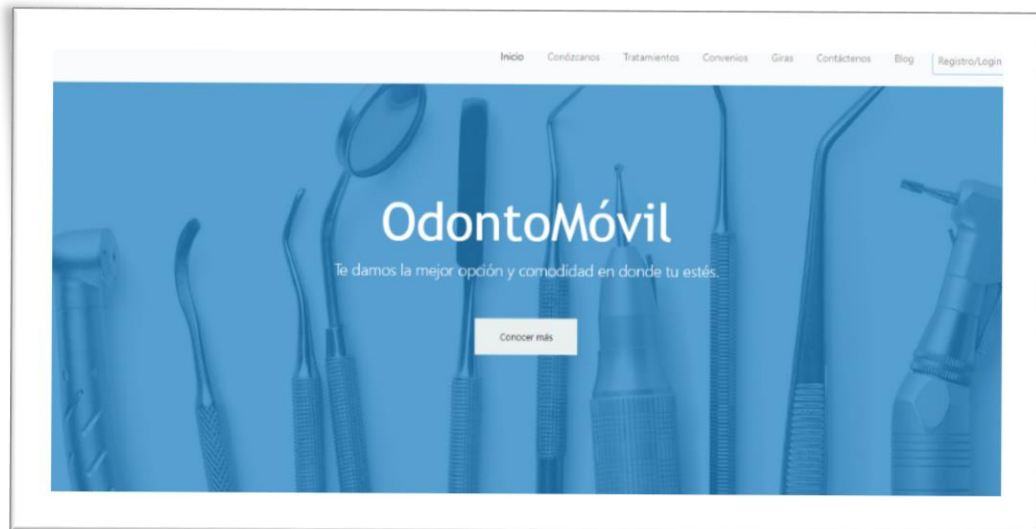 Inicio Conózcanos Tratamientos Convenios Giras Contáctenos Blog Registro/Login
OdontoMóvil
Te damos la mejor opción y comodidad en donde tu estés.
Conocer más